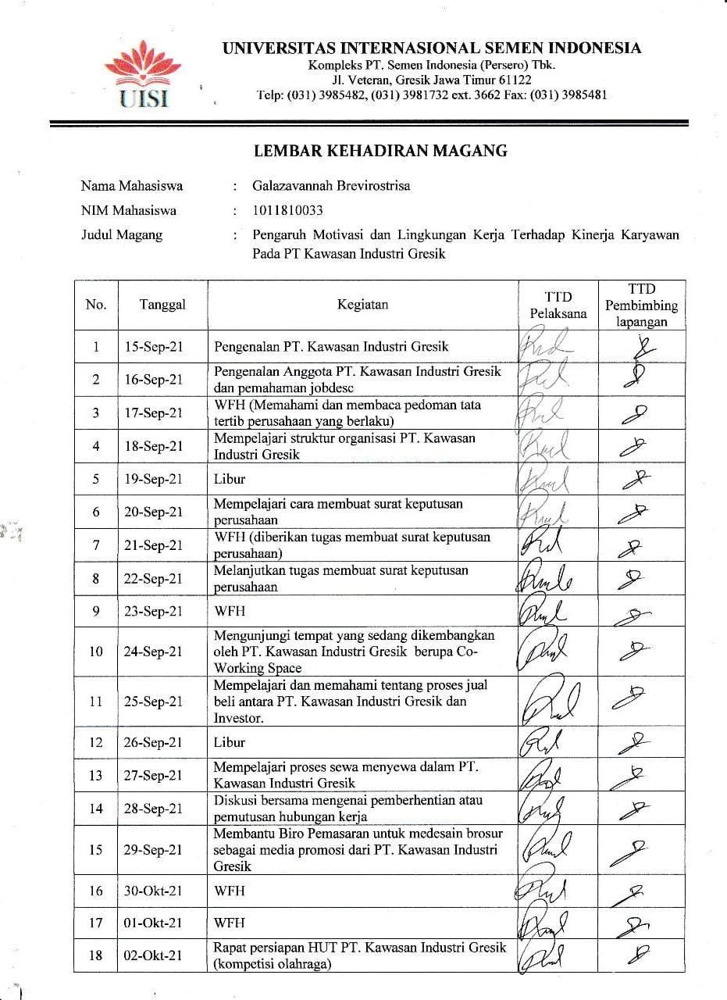 UISI
UNIVERSITAS INTERNASIONAL SEMEN INDONESIA
Kompleks PT. Semen Indonesia (Persero) Tbk.
Jl. Veteran, Gresik Jawa Timur 61122
Telp: (031) 3985482, (031) 3981732 ext. 3662 Fax: (031) 3985481
LEMBAR KEHADIRAN MAGANG
Nama Mahasiswa : Galazavannah Brevirostrisa
NIM Mahasiswa : 1011810033
Judul Magang : Pengaruh Motivasi dan Lingkungan Kerja Terhadap Kinerja Karyawan
Pada PT Kawasan Industri Gresik
No. Tanggal Kegiatan TTD Pelaksana TTD Pembimbing lapangan
1 15-Sep-21 Pengenalan PT. Kawasan Industri Gresik
2 16-Sep-21 Pengenalan Anggota PT. Kawasan Industri Gresik
dan pemahaman jobdesc
3 17-Sep-21 WFH (Memahami dan membaca pedoman tata
tertib perusahaan yang berlaku)
4 18-Sep-21 Mempelajari struktur organisasi PT. Kawasan
Industri Gresik
5 19-Sep-21 Libur
6 20-Sep-21 Mempelajari cara membuat surat keputusan
perusahaan
7 21-Sep-21 WFH (diberikan tugas membuat surat keputusan
perusahaan)
8 22-Sep-21 Melanjutkan tugas membuat surat keputusan
perusahaan
9 23-Sep-21 WFH
10 24-Sep-21 Mengunjungi tempat yang sedang dikembangkan
oleh PT. Kawasan Industri Gresik berupa Co-
Working Space
11 25-Sep-21 Mempelajari dan memahami tentang proses jual
beli antara PT. Kawasan Industri Gresik dan
Investor.
12 26-Sep-21 Libur
13 27-Sep-21 Mempelajari proses sewa menyewa dalam PT.
Kawasan Industri Gresik
14 28-Sep-21 Diskusi bersama mengenai pemberhentian atau
pemutusan hubungan kerja
15 29-Sep-21 Membantu Biro Pemasaran untuk medesain brosur
sebagai media promosi dari PT. Kawasan Industri
Gresik
16 30-Okt-21 WFH
17 01-Okt-21 WFH
18 02-Okt-21 Rapat persiapan HUT PT. Kawasan Industri Gresik
(kompetisi olahraga)